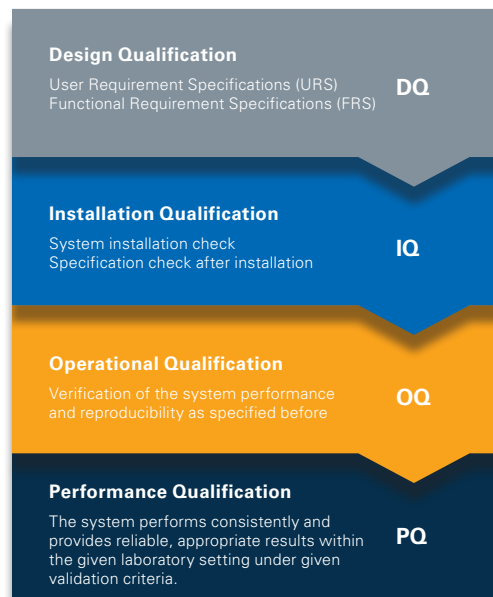 Design Qualification
User Requirement Specifications (URS)
Functional Requirement Specifications (FRS)
DQ
Installation Qualification
System installation check
Specification check after installation
IQ
Operational Qualification
Verification of the system performance
and reproducibility as specified before
OQ
Performance Qualification
The system performs consistently and
provides reliable, appropriate results within
the given laboratory setting under given
validation criteria.
PQ